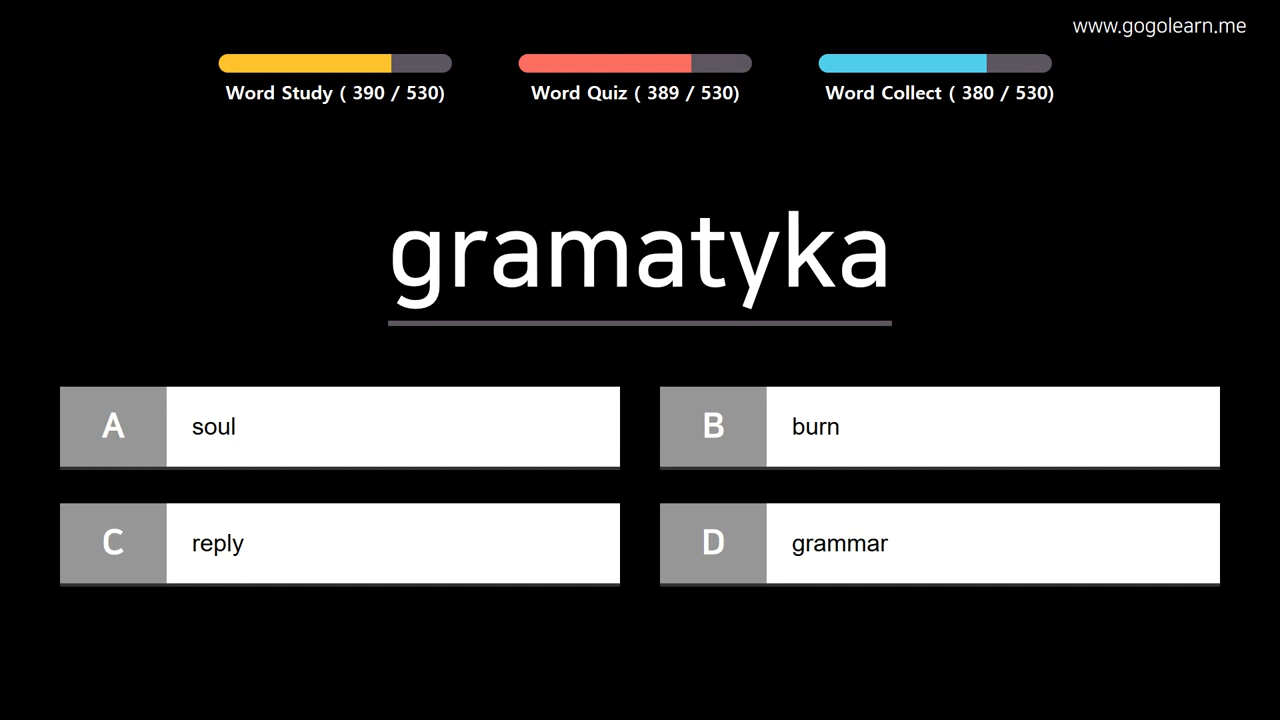 www.gogolearn.me
Word Study ( 390 / 530)
Word Quiz ( 389 / 530)
Word Collect ( 380 / 530)
gramatyka
A soul
B burn
C reply
D grammar